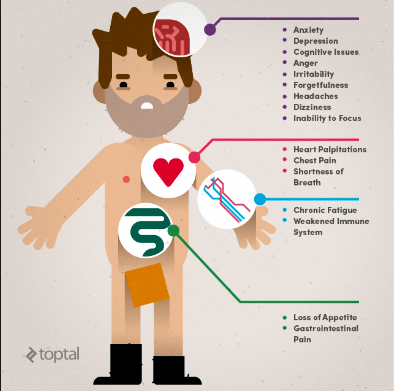 Anxiety
Depression
Cognitive Issues
Anger
Irritability
Forgetfulness
Headaches
Dizziness
Inability to Focus
Heart Palpitations
Chest Pain
Shortness of
Breath
Chronic Fatigue
Weakened Immune
System
Loss of Appetite
Gastrointestinal
Pain
toptal